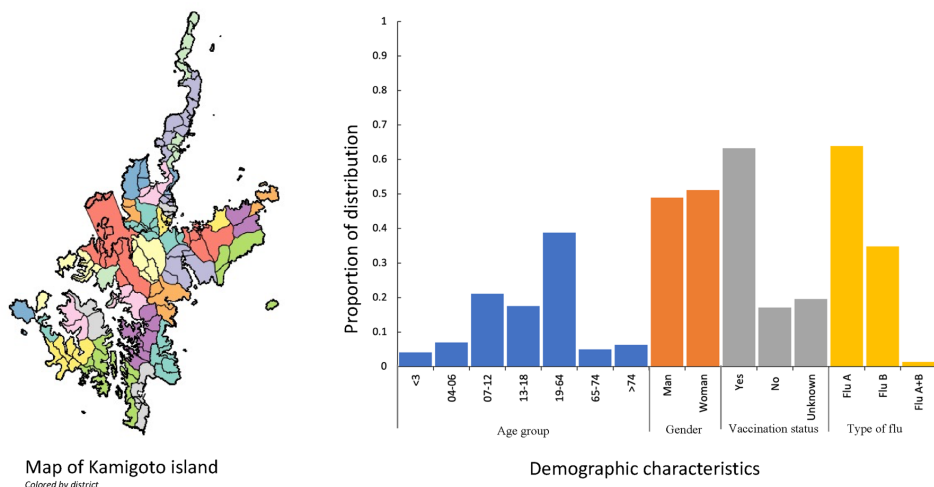 1
0.9
0.8
0.7
0.6
0.5
0.4
0.3
0.2
0.1
0
Proportion of distribution
<3
04-06
07-12
13-18
19-64
65-74
>74
Man
Woman
Yes
No
Unknown
Flu A
Flu B
Flu A+B
Age group
Gender
Vaccination status
Type of flu
Map of Kamigoto island
Colored by district
Demographic characteristics